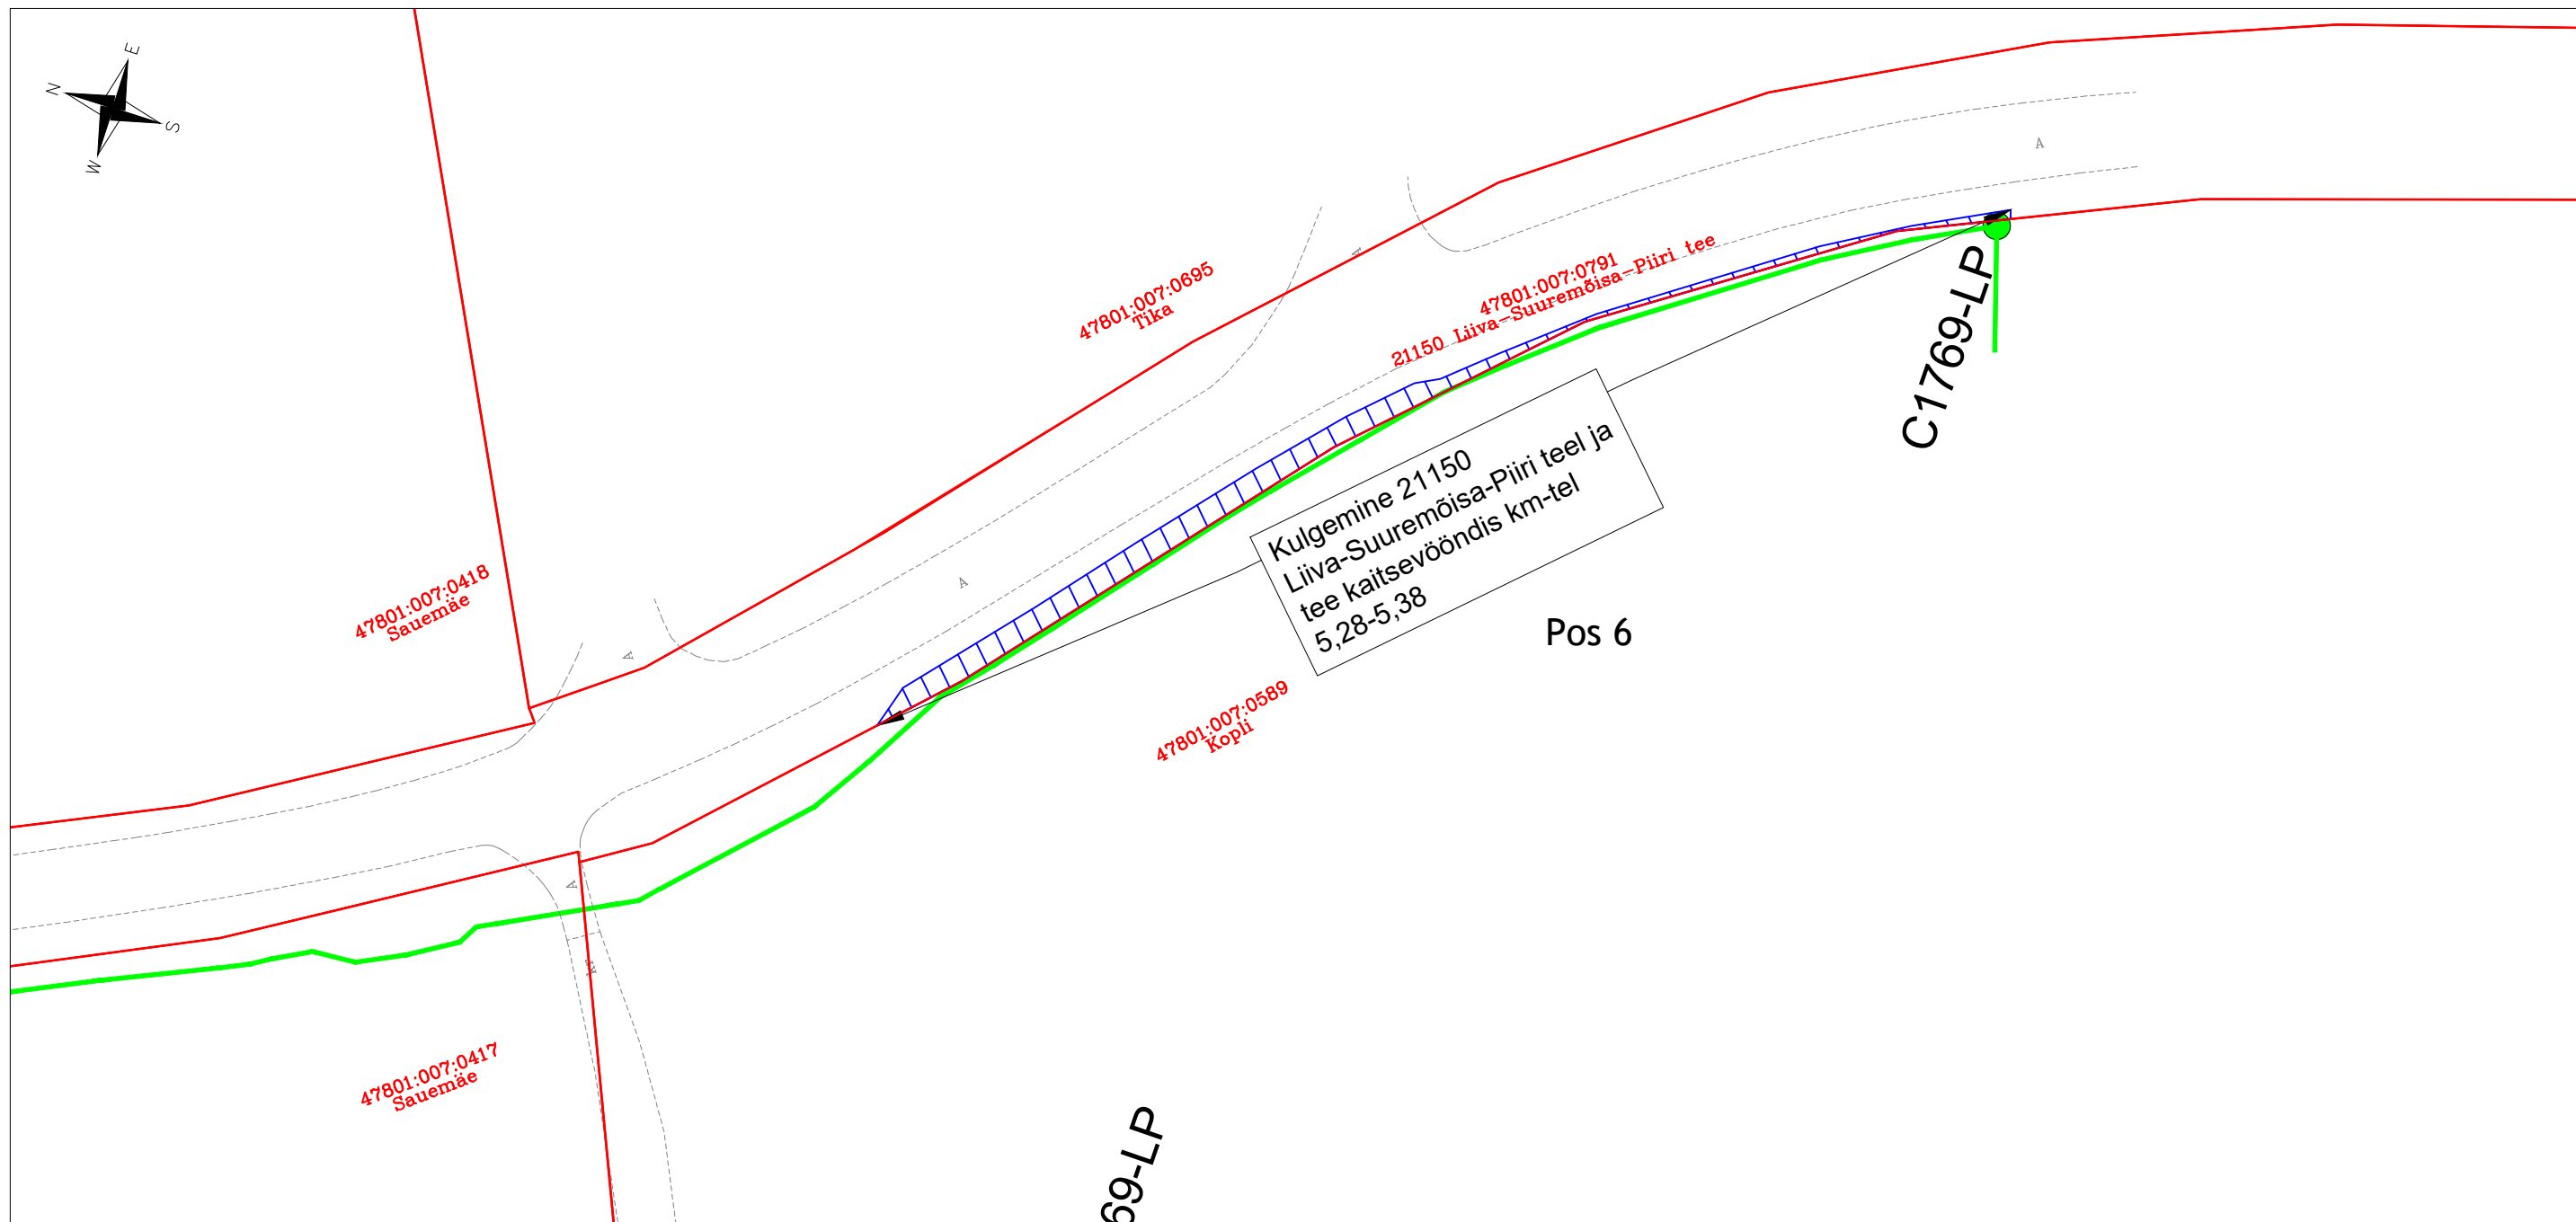 E
N
S
W
A
47801:007:0695
Tika
A
47801:007:0791
21150 Liiva-Suuremõisa-Piiri tee
C1769-LP
Kulgemine 21150
Liiva-Suuremõisa-Piiri teel ja
tee kaitsevööndis km-tel
5,28-5,38
Pos 6
47801:007:0418
Sauemäe
A
A
47801:007:0589
Kopli
A
A
47801:007:0417
Sauemäe
69-LP